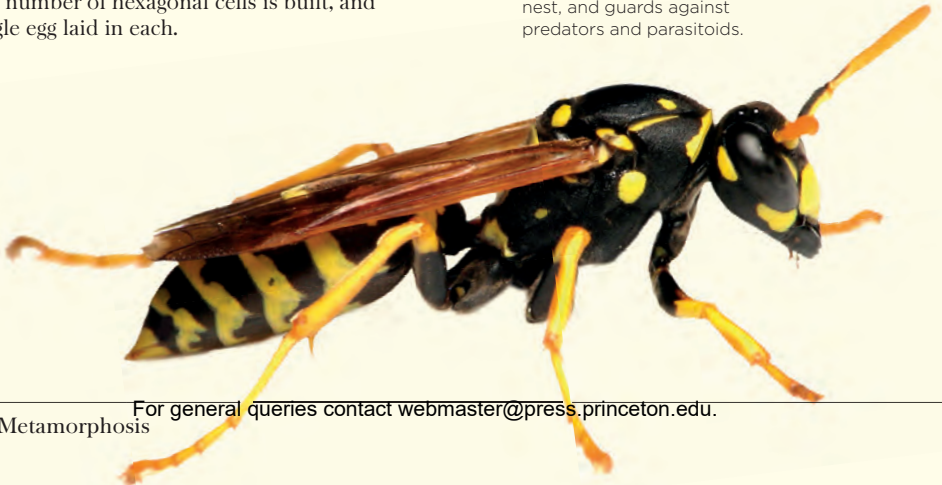 number of hexagonal cells is built, and
gle egg laid in each.
nest, and guards against
predators and parasitoids.
For general queries contact webmaster@press.princeton.edu.
Metamorphosis